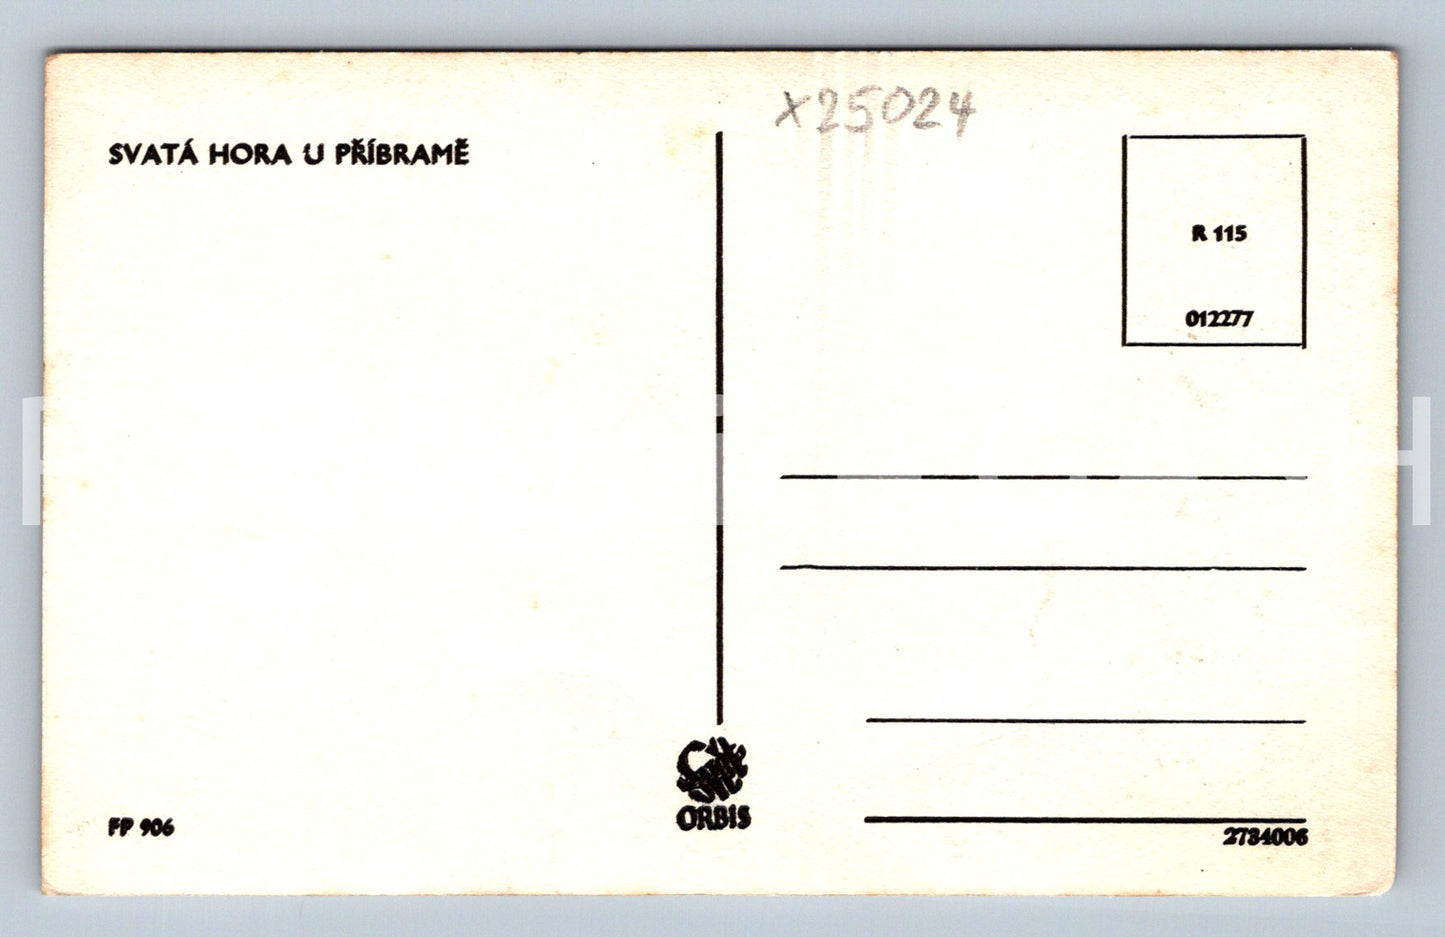 x25024
SVATÁ HORA U PŘÍBRAMĚ
R 115
012277
ORBIS
FP 906
2734006